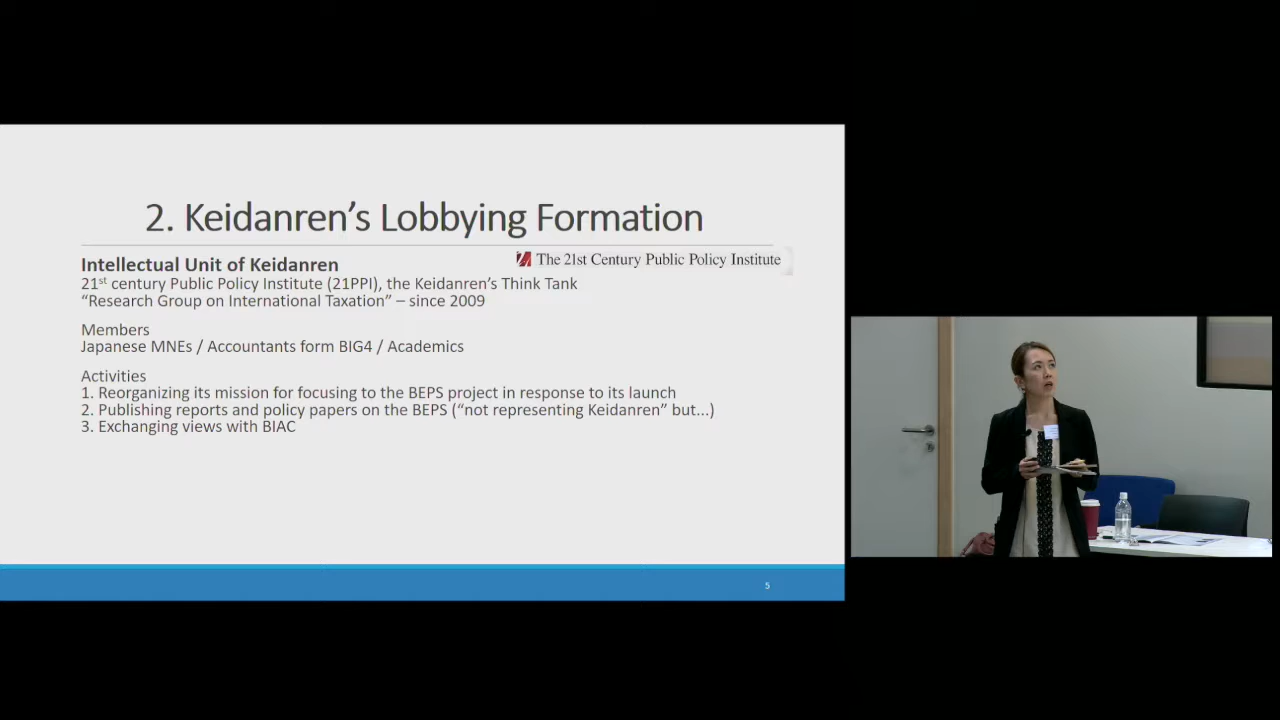 2. Keidanren’s Lobbying Formation
The 21st Century Public Policy Institute
Intellectual Unit of Keidanren
21st century Public Policy Institute (21PPI), the Keidanren’s Think Tank
“Research Group on International Taxation” – since 2009
Members
Japanese MNEs / Accountants form BIG4 / Academics
Activities
1. Reorganizing its mission for focusing to the BEPS project in response to its launch
2. Publishing reports and policy papers on the BEPS (“not representing Keidanren” but...)
3. Exchanging views with BIAC
5